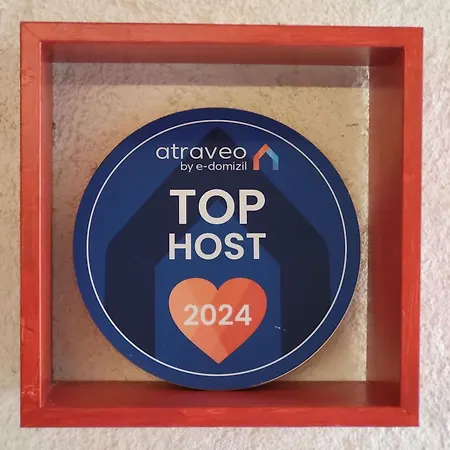 atraveo
by e-domizil
TOP
HOST
2024